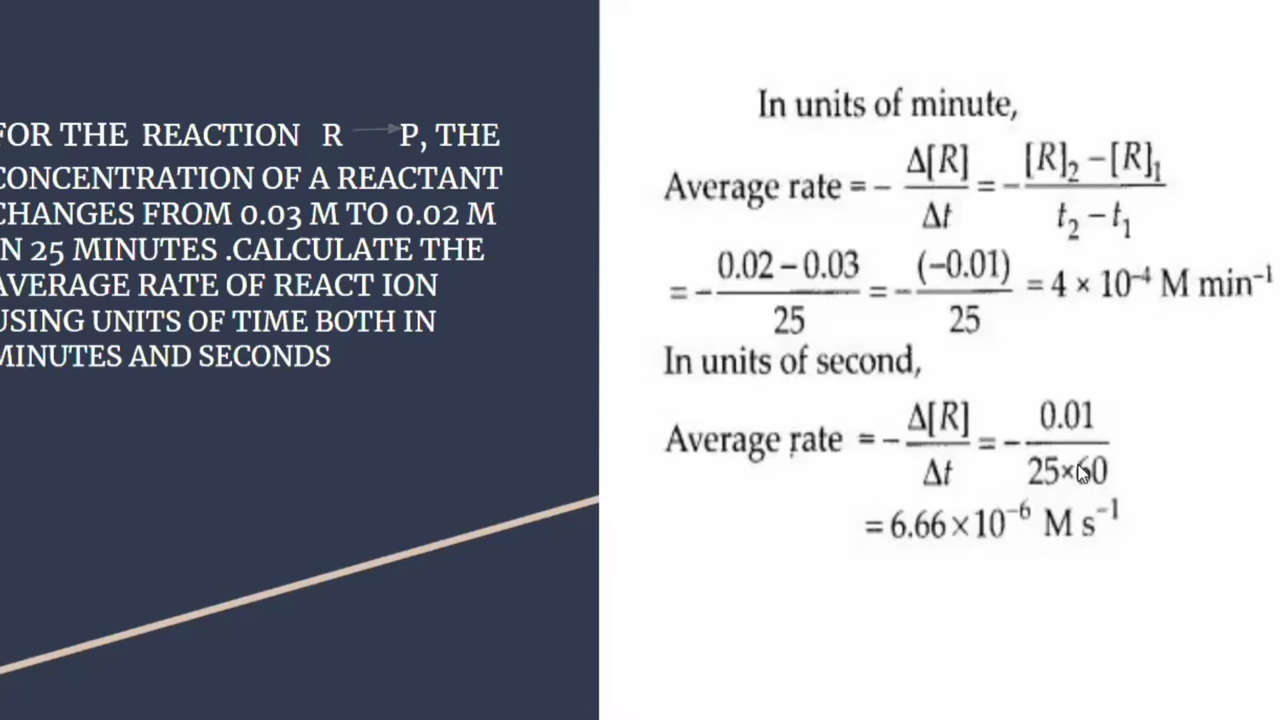 FOR THE REACTION R → P, THE
CONCENTRATION OF A REACTANT
CHANGES FROM 0.03 M TO 0.02 M
IN 25 MINUTES .CALCULATE THE
AVERAGE RATE OF REACT ION
USING UNITS OF TIME BOTH IN
MINUTES AND SECONDS
In units of minute,
Average rate = − Δ[R]/Δt = − ([R]₂ − [R]₁)/(t₂ − t₁)
= − (0.02 − 0.03)/25 = − (−0.01)/25 = 4 × 10⁻⁴ M min⁻¹
In units of second,
Average rate = − Δ[R]/Δt = − 0.01/(25×60)
= 6.66 × 10⁻⁶ M s⁻¹